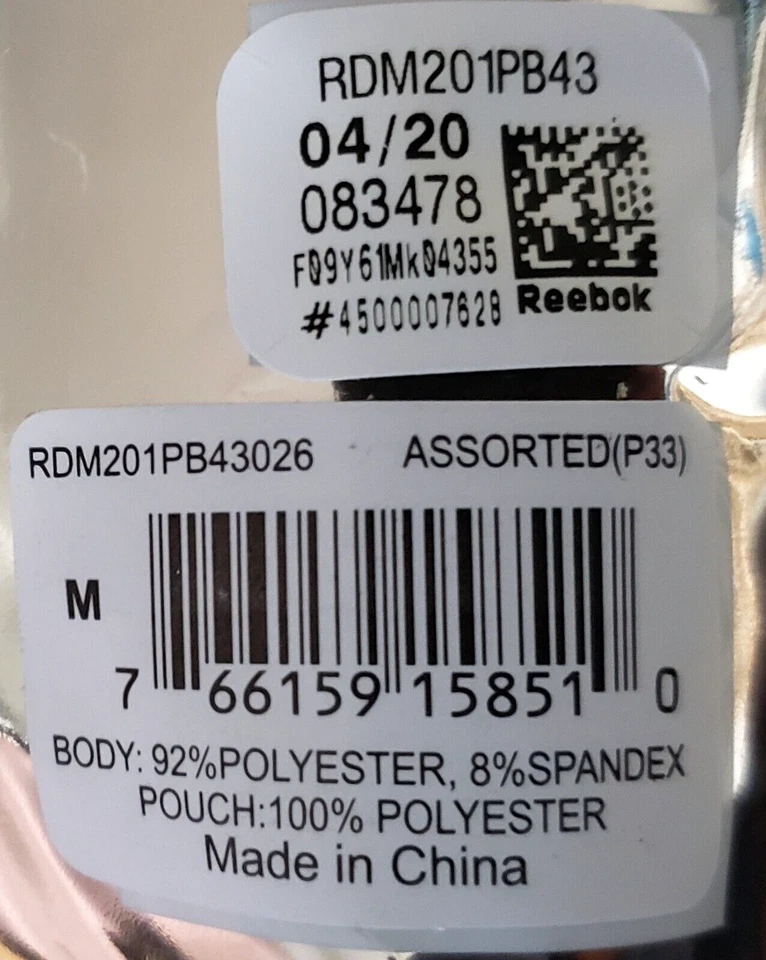 RDM201PB43
04/20
083478
F09Y61Mk04355
#4500007628 Reebok
RDM201PB43026 ASSORTED(P33)
M
7 66159 15851 0
BODY: 92%POLYESTER, 8%SPANDEX
POUCH:100% POLYESTER
Made in China